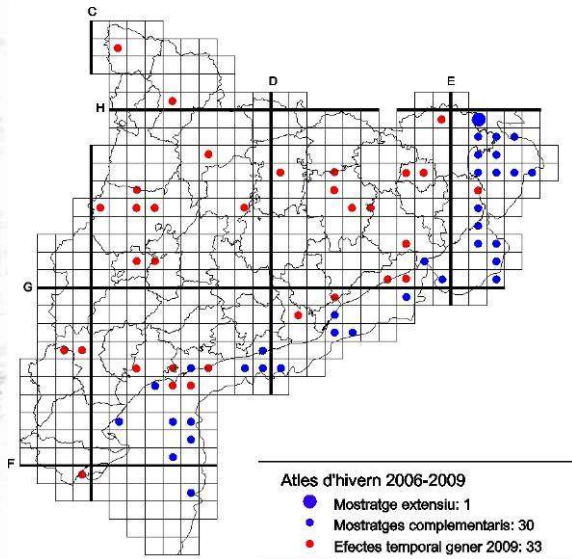 C
D
E
H
G
F
Atles d'hivern 2006-2009
Mostratge extensiu: 1
Mostratges complementaris: 30
Efectes temporal gener 2009: 33